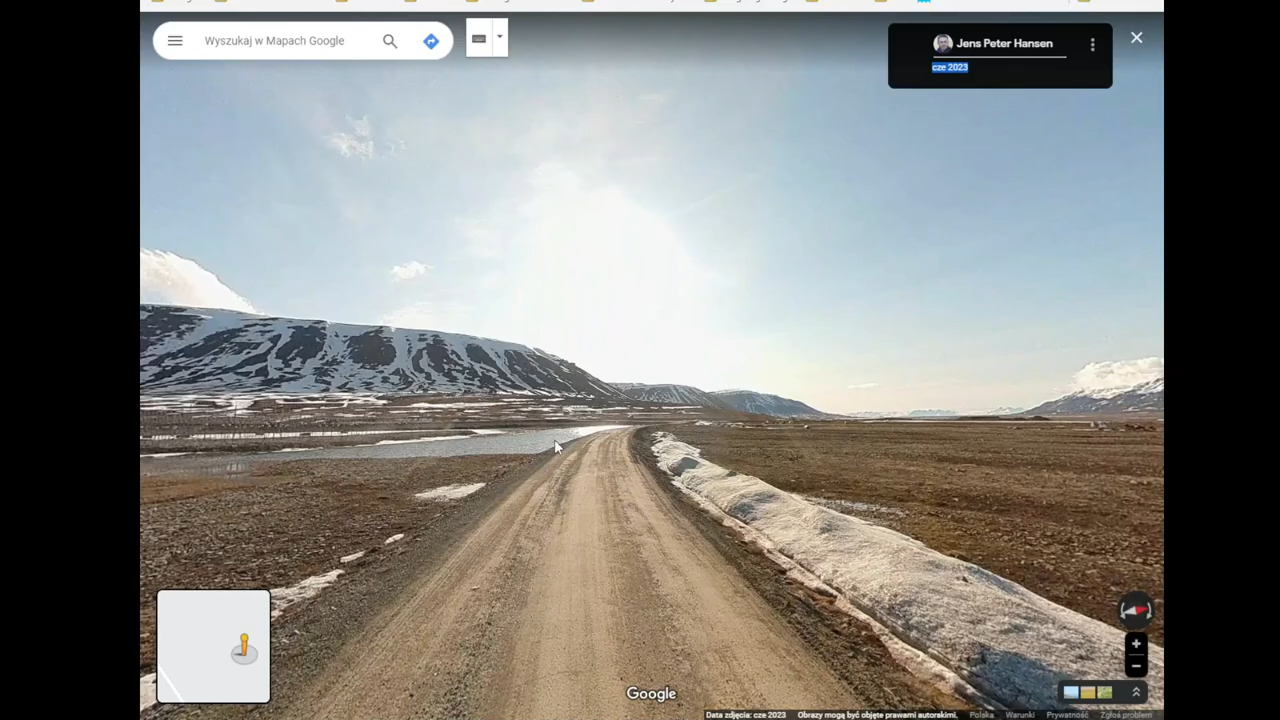 Wyszukaj w Mapach Google
Jens Peter Hansen
cze 2023
Google
Data zdjęcia: cze 2023 Obrazy mogą być objęte prawami autorskimi. Polska Warunki Prywatność Zgłoś problem